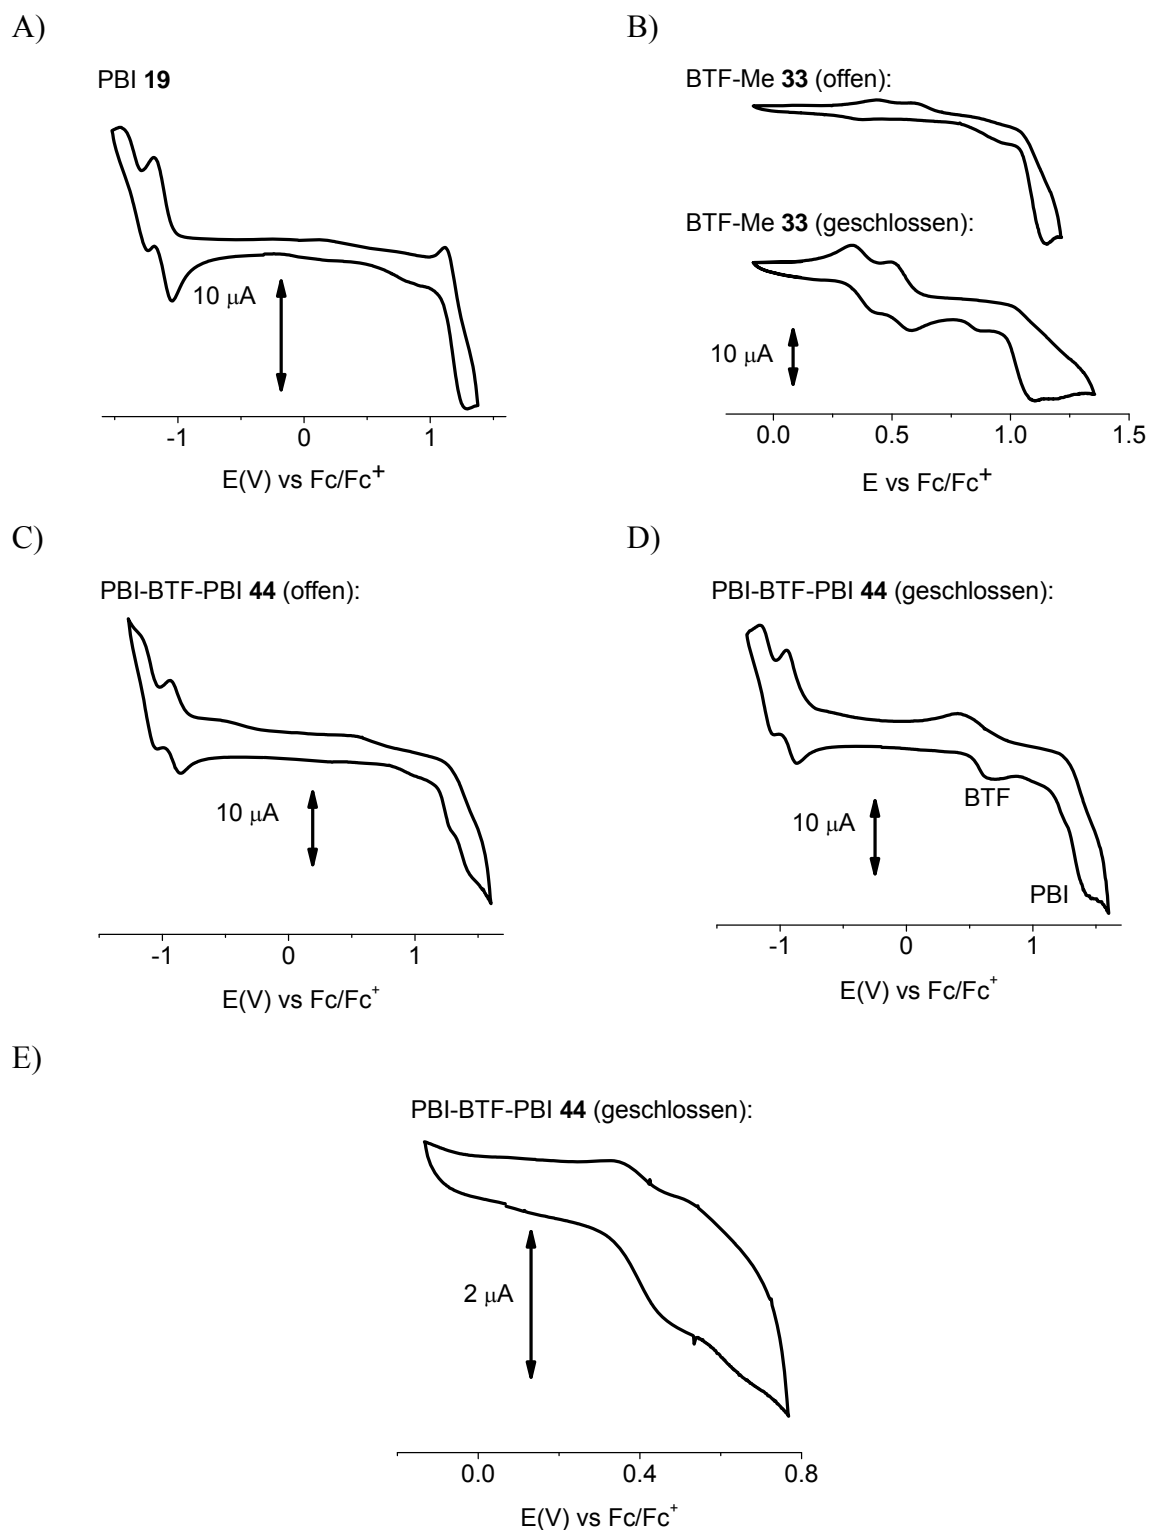 A)
PBI 19
10 μA
-1 0 1
E(V) vs Fc/Fc+
B)
BTF-Me 33 (offen):
BTF-Me 33 (geschlossen):
10 μA
0.0 0.5 1.0 1.5
E vs Fc/Fc+
C)
PBI-BTF-PBI 44 (offen):
10 μA
-1 0 1
E(V) vs Fc/Fc+
D)
PBI-BTF-PBI 44 (geschlossen):
BTF
10 μA
PBI
-1 0 1
E(V) vs Fc/Fc+
E)
PBI-BTF-PBI 44 (geschlossen):
2 μA
0.0 0.4 0.8
E(V) vs Fc/Fc+